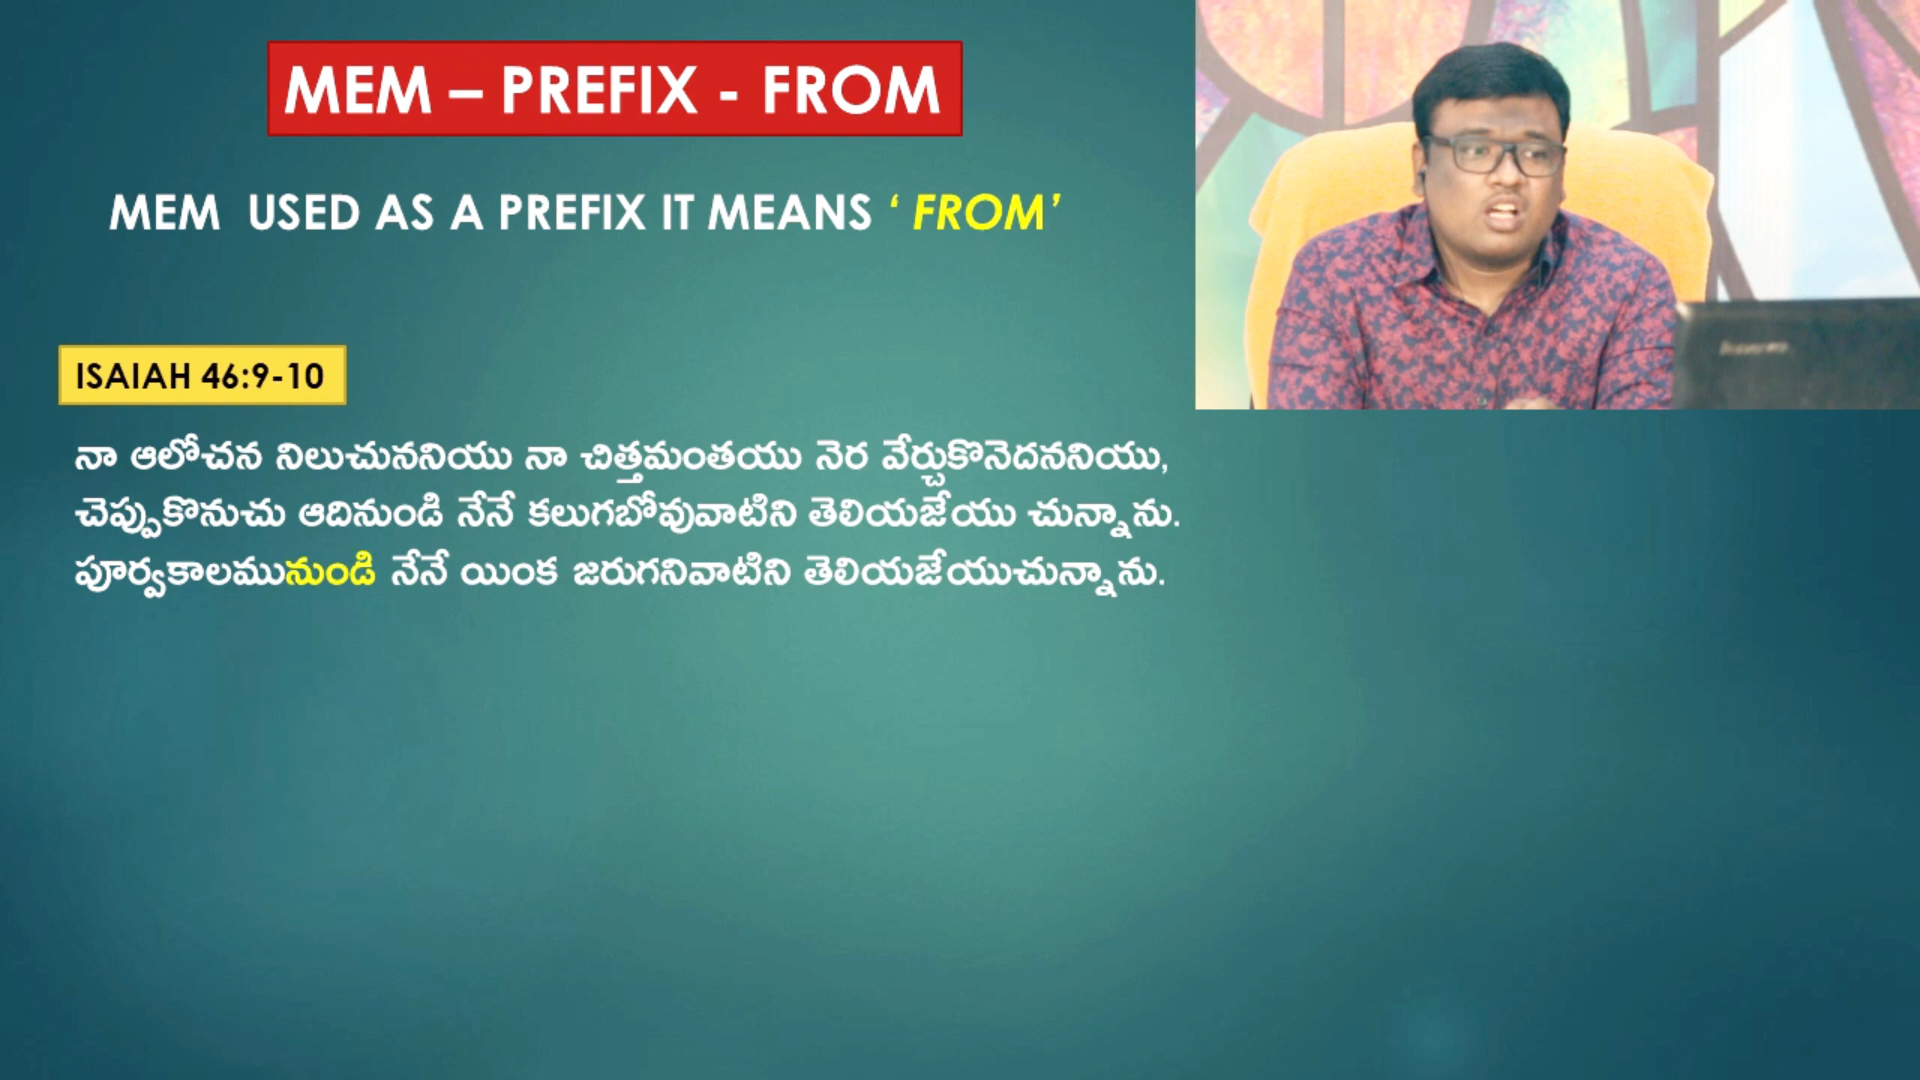 MEM – PREFIX - FROM
MEM USED AS A PREFIX IT MEANS ‘ FROM’
ISAIAH 46:9-10
నా ఆలోచన నిలుచుననియు నా చిత్తమంతయు నెర వేర్చుకొనెదననియు,
చెప్పుకొనుచు ఆదినుండి నేనే కలుగబోవువాటిని తెలియజేయు చున్నాను.
పూర్వకాలమునుండి నేనే యింక జరుగనివాటిని తెలియజేయుచున్నాను.